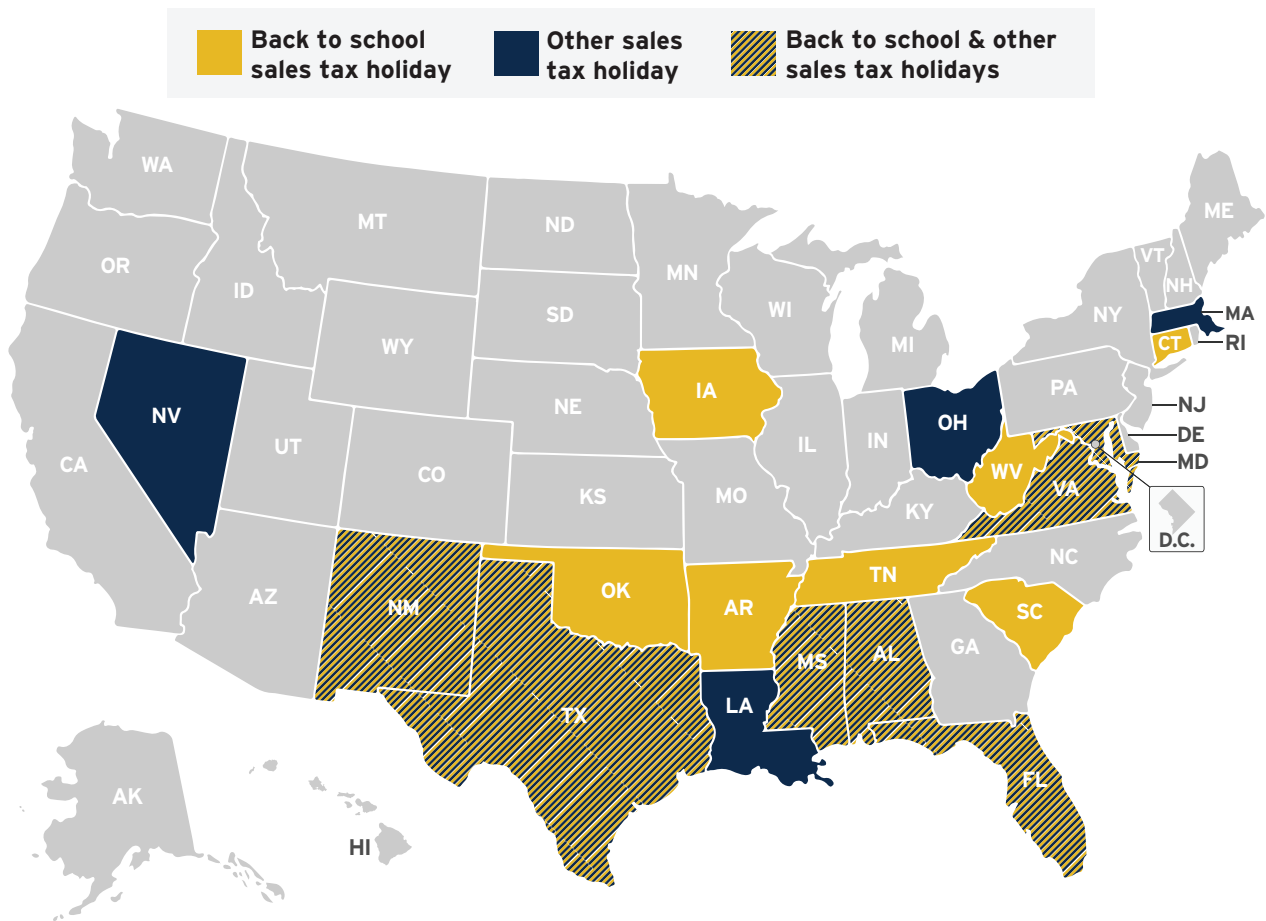 Back to school
sales tax holiday
Other sales
tax holiday
Back to school & other
sales tax holidays
WA
OR
CA
ID
NV
MT
WY
UT
AZ
CO
NM
ND
SD
NE
KS
OK
TX
MN
IA
MO
AR
LA
WI
IL
MI
IN
OH
KY
TN
MS
AL
GA
FL
SC
NC
VA
WV
PA
NY
VT
NH
ME
MA
RI
CT
NJ
DE
MD
D.C.
AK
HI